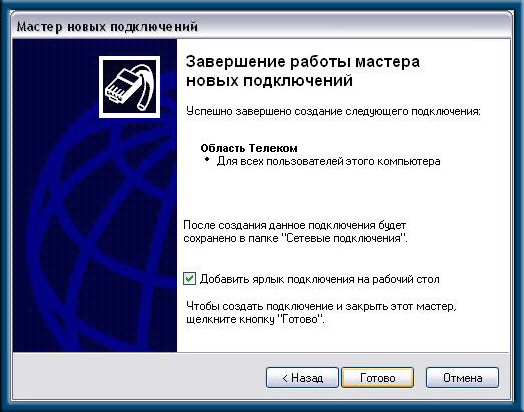 Мастер новых подключений
Завершение работы мастера
новых подключений
Успешно завершено создание следующего подключения:
Область Телеком
• Для всех пользователей этого компьютера
После создания данное подключения будет
сохранено в папке "Сетевые подключения".
Добавить ярлык подключения на рабочий стол
Чтобы создать подключение и закрыть этот мастер,
щелкните кнопку "Готово".
< Назад Готово Отмена